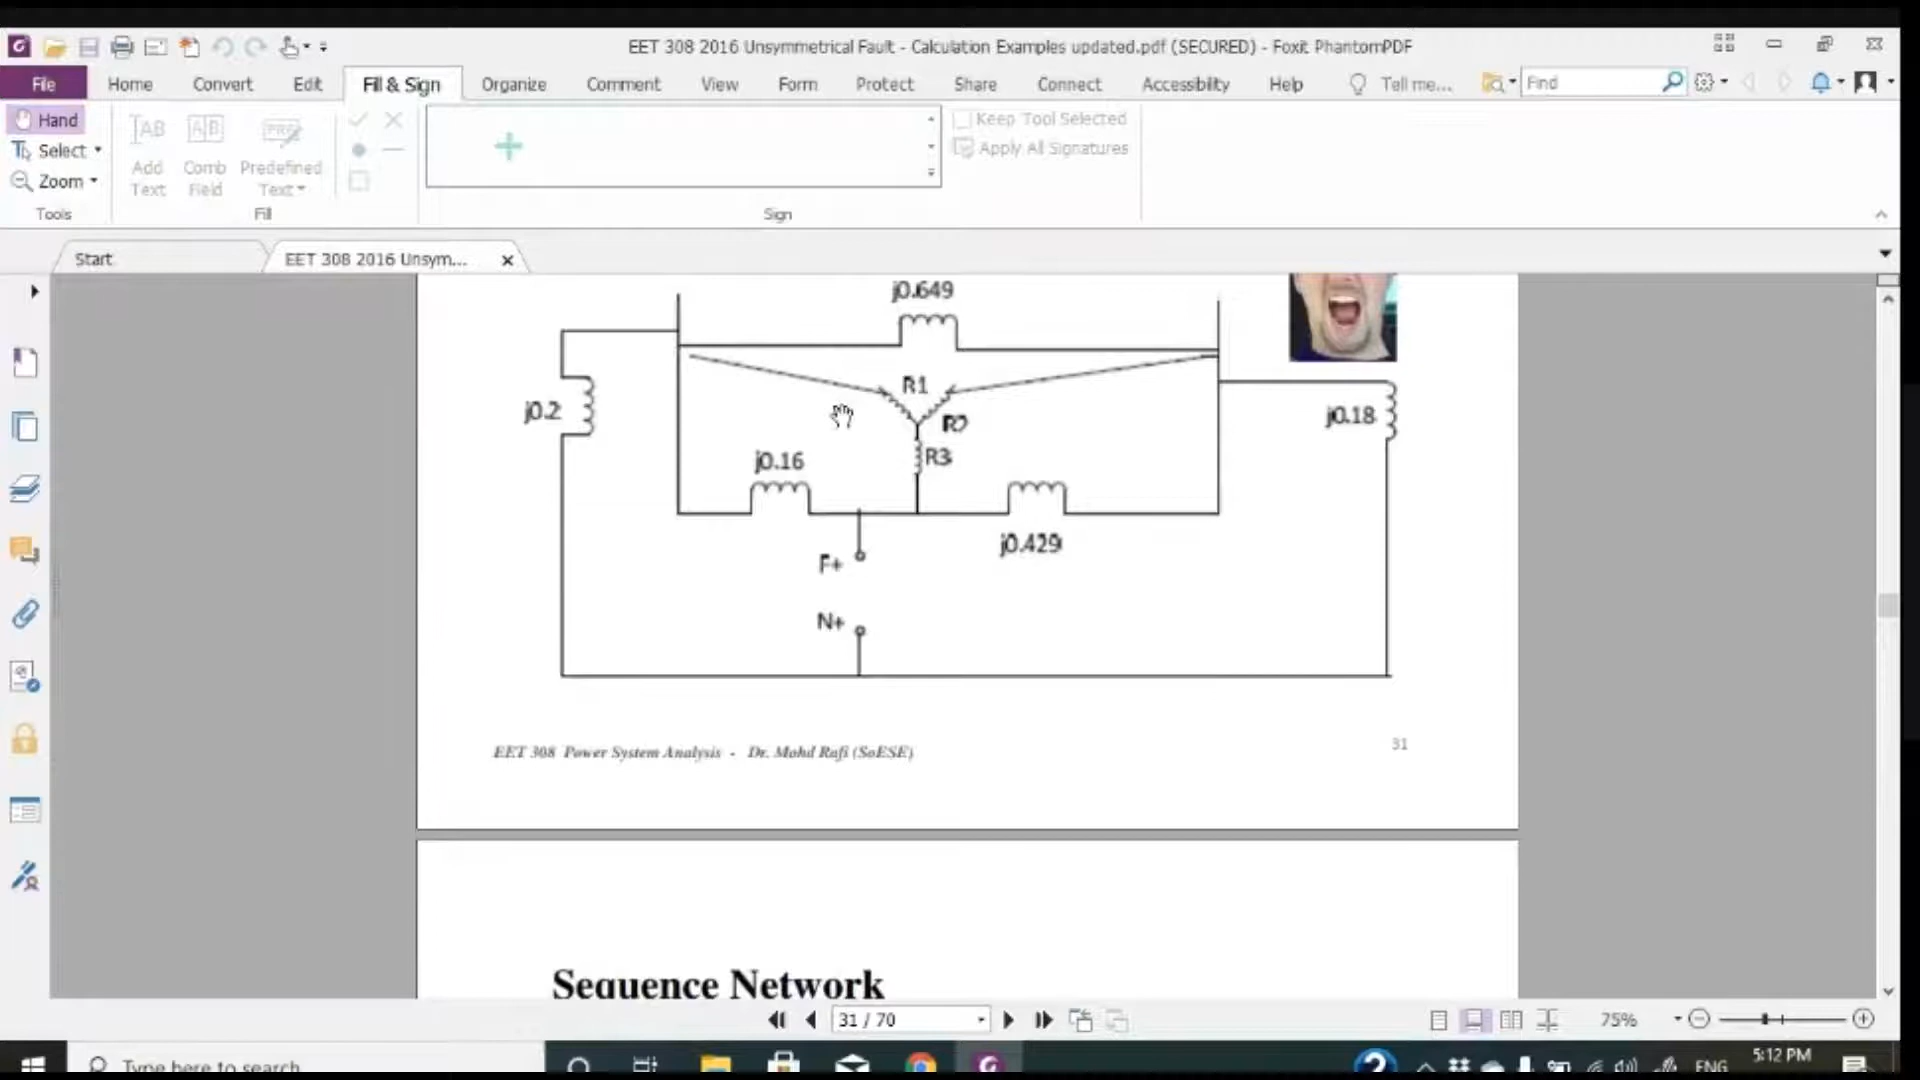 EET 308 2016 Unsymmetrical Fault - Calculation Examples updated.pdf (SECURED) - Foxit PhantomPDF
File Home Convert Edit Fill & Sign Organize Comment View Form Protect Share Connect Accessibility Help Tell me... Find
Hand
Select
Zoom
Tools
Add Text
Comb Field
Predefined Text
Fill
Sign
Keep Tool Selected
Apply All Signatures
Start
EET 308 2016 Unsym...
j0.649
R1
R2
R3
j0.2
j0.18
j0.16
j0.429
F+
N+
EET 308 Power System Analysis - Dr. Mohd Rafi (SoESE)
31
Sequence Network
31 / 70
75%
Type here to search
ENG
5:12 PM